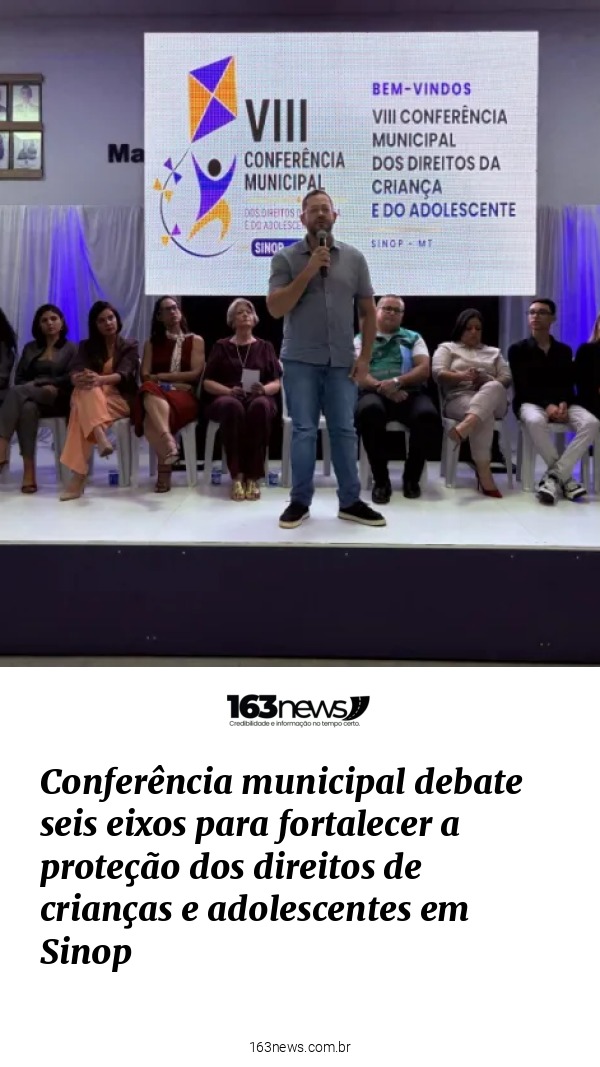 Ma
VIII
CONFERÊNCIA
MUNICIPAL
SINOP
BEM-VINDOS
VIII CONFERÊNCIA
MUNICIPAL
DOS DIREITOS DA
CRIANÇA
E DO ADOLESCENTE
SINOP - MT
163news
Credibilidade e informação no tempo certo.
Conferência municipal debate
seis eixos para fortalecer a
proteção dos direitos de
crianças e adolescentes em
Sinop
163news.com.br